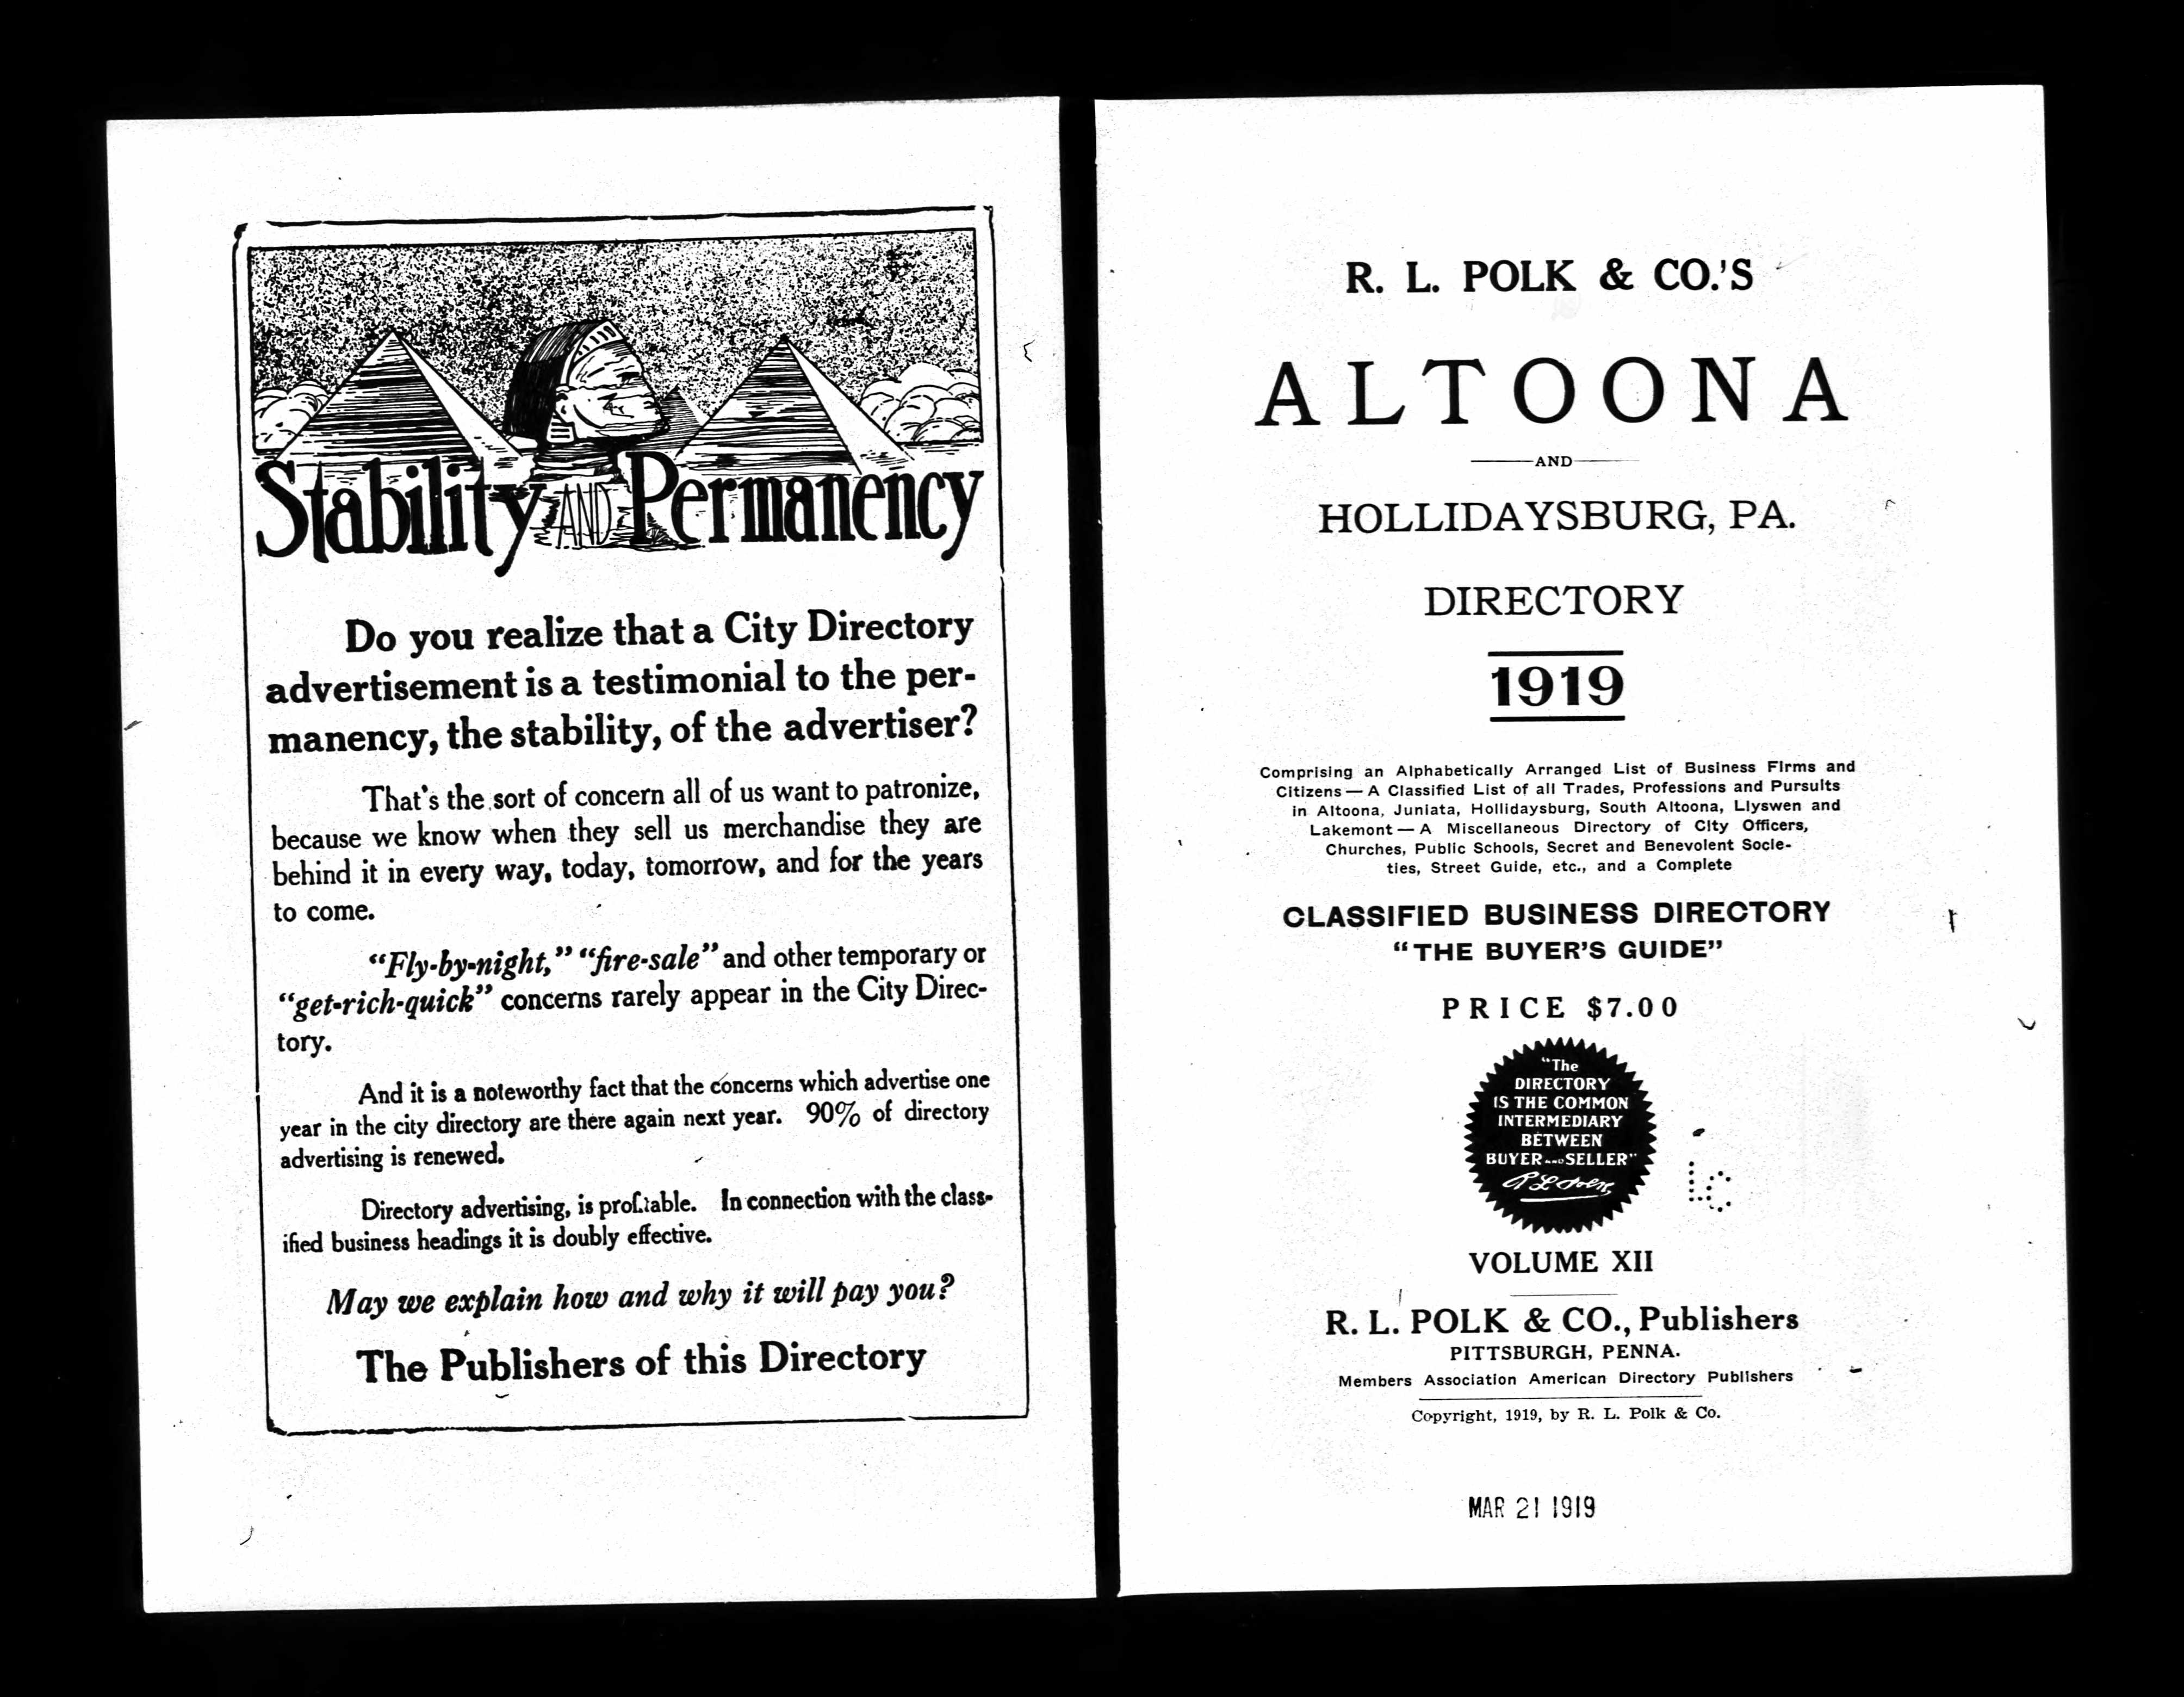 Stability AND Permanency
Do you realize that a City Directory
advertisement is a testimonial to the per-
manency, the stability, of the advertiser?
That's the sort of concern all of us want to patronize,
because we know when they sell us merchandise they are
behind it in every way, today, tomorrow, and for the years
to come.
“Fly-by-night,” “fire-sale” and other temporary or
“get-rich-quick” concerns rarely appear in the City Direc-
tory.
And it is a noteworthy fact that the concerns which advertise one
year in the city directory are there again next year. 90% of directory
advertising is renewed.
Directory advertising, is profitable. In connection with the class-
ified business headings it is doubly effective.
May we explain how and why it will pay you?
The Publishers of this Directory
R. L. POLK & CO.'S
ALTOONA
AND
HOLLIDAYSBURG, PA.
DIRECTORY
1919
Comprising an Alphabetically Arranged List of Business Firms and
Citizens — A Classified List of all Trades, Professions and Pursuits
in Altoona, Juniata, Hollidaysburg, South Altoona, Llyswen and
Lakemont — A Miscellaneous Directory of City Officers,
Churches, Public Schools, Secret and Benevolent Socie-
ties, Street Guide, etc., and a Complete
CLASSIFIED BUSINESS DIRECTORY
“THE BUYER'S GUIDE”
PRICE $7.00
“The
DIRECTORY
IS THE COMMON
INTERMEDIARY
BETWEEN
BUYER AND SELLER”
R L Polk
LC
VOLUME XII
R. L. POLK & CO., Publishers
PITTSBURGH, PENNA.
Members Association American Directory Publishers
Copyright, 1919, by R. L. Polk & Co.
MAR 21 1919